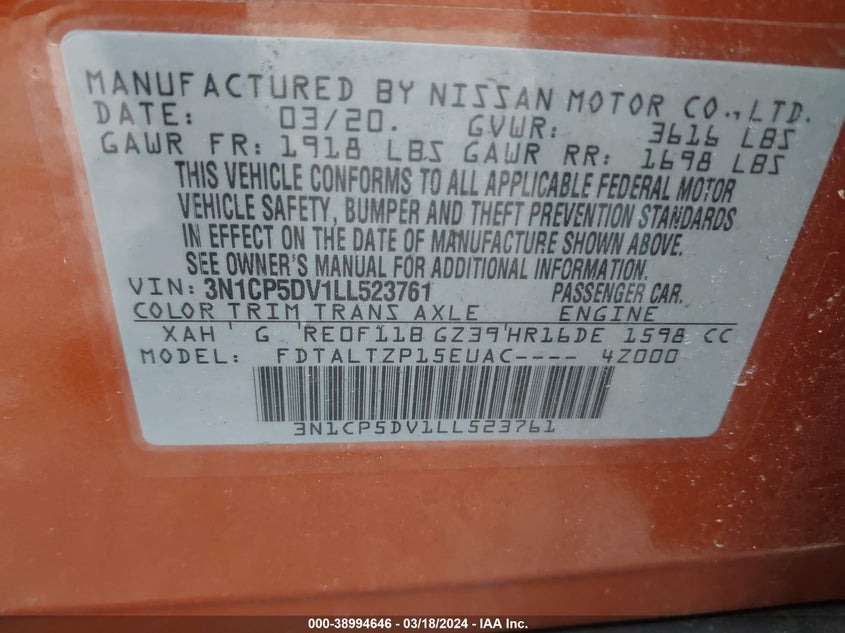 MANUFACTURED BY NISSAN MOTOR CO., LTD.
DATE: 03/20. GVWR: 3616 LBS
GAWR FR: 1918 LBS GAWR RR: 1698 LBS
THIS VEHICLE CONFORMS TO ALL APPLICABLE FEDERAL MOTOR
VEHICLE SAFETY, BUMPER AND THEFT PREVENTION STANDARDS
IN EFFECT ON THE DATE OF MANUFACTURE SHOWN ABOVE.
SEE OWNER'S MANUAL FOR ADDITIONAL INFORMATION.
VIN: 3N1CP5DV1LL523761 PASSENGER CAR.
COLOR TRIM TRANS AXLE ENGINE
XAH G RE0F11B GZ39 HR16DE 1598 CC
MODEL: FDTALTZP15EUAC---- 4Z000
3N1CP5DV1LL523761
000-38994646 - 03/18/2024 - IAA Inc.